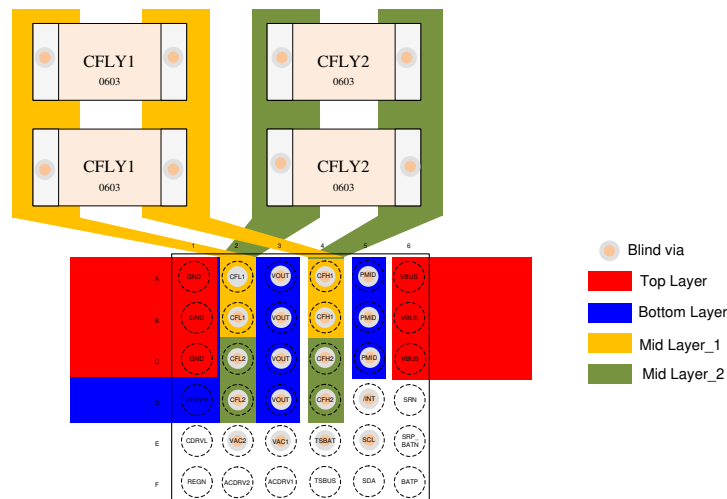 CFLY1
0603
CFLY2
0603
CFLY1
0603
CFLY2
0603
1 2 3 4 5 6
A GND CFL1 VOUT CFH1 PMID VBUS
B GND CFL1 VOUT CFH1 PMID VBUS
C GND CFL2 VOUT CFH2 PMID VBUS
D CFL2 VOUT CFH2 /INT SRN
E CDRVL VAC2 VAC1 TSBAT SCL SRP_
BATN
F REGN ACDRV2 ACDRV1 TSBUS SDA BATP
Blind via
Top Layer
Bottom Layer
Mid Layer_1
Mid Layer_2